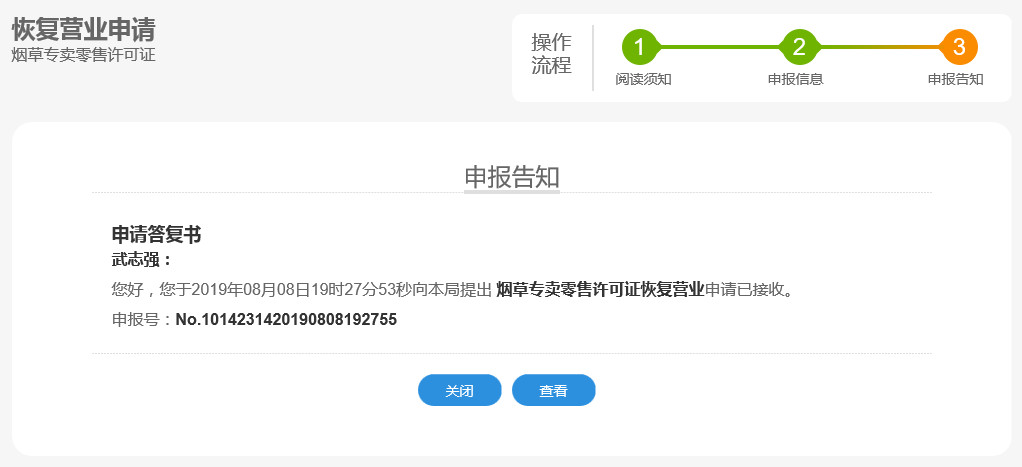 恢复营业申请
烟草专卖零售许可证
操作
流程
1
2
3
阅读须知
申报信息
申报告知
申报告知
申请答复书
武志强：
您好，您于2019年08月08日19时27分53秒向本局提出 烟草专卖零售许可证恢复营业申请已接收。
申报号：No.1014231420190808192755
关闭
查看